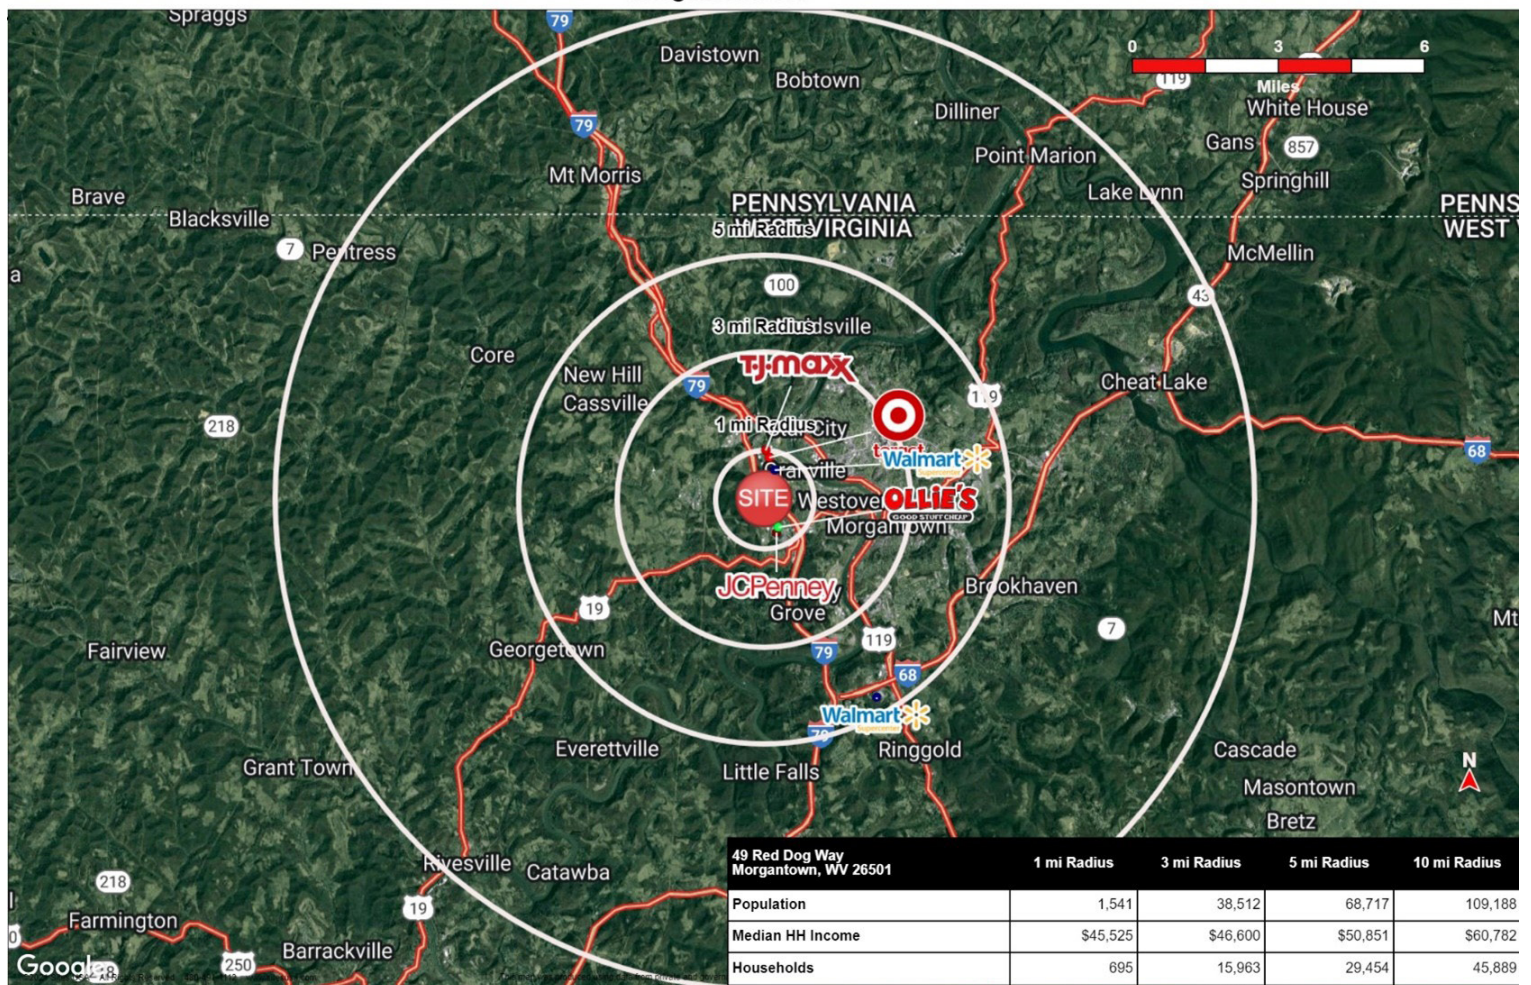 Spraggs
79
Davistown
Bobtown
0 3 6
Miles
119
White House
Dilliner
79
Gans
857
Point Marion
Mt Morris
Springhill
Lake Lynn
Brave
PENNSYLVANIA
WEST VIRGINIA
PENNS
WEST V
Blacksville
5 mi Radius
7
Pentress
McMellin
a
100
43
3 mi Radius
Core
T·J·maxx
New Hill
79
Cheat Lake
Cassville
119
218
1 mi Radius
Star City
target
68
Walmart
Supercenter
Granville
SITE
Westover
OLLIE'S
GOOD STUFF CHEAP
Morgantown
JCPenney
Brookhaven
19
Grove
Mt
7
119
Fairview
Georgetown
79
68
Walmart
Supercenter
79
Everettville
Ringgold
Cascade
N
Grant Town
Little Falls
Masontown
Bretz
49 Red Dog Way
Morgantown, WV 26501
1 mi Radius 3 mi Radius 5 mi Radius 10 mi Radius
Population 1,541 38,512 68,717 109,188
Median HH Income $45,525 $46,600 $50,851 $60,782
Households 695 15,963 29,454 45,889
Rivesville
Catawba
218
19
Farmington
Barrackville
250
Google